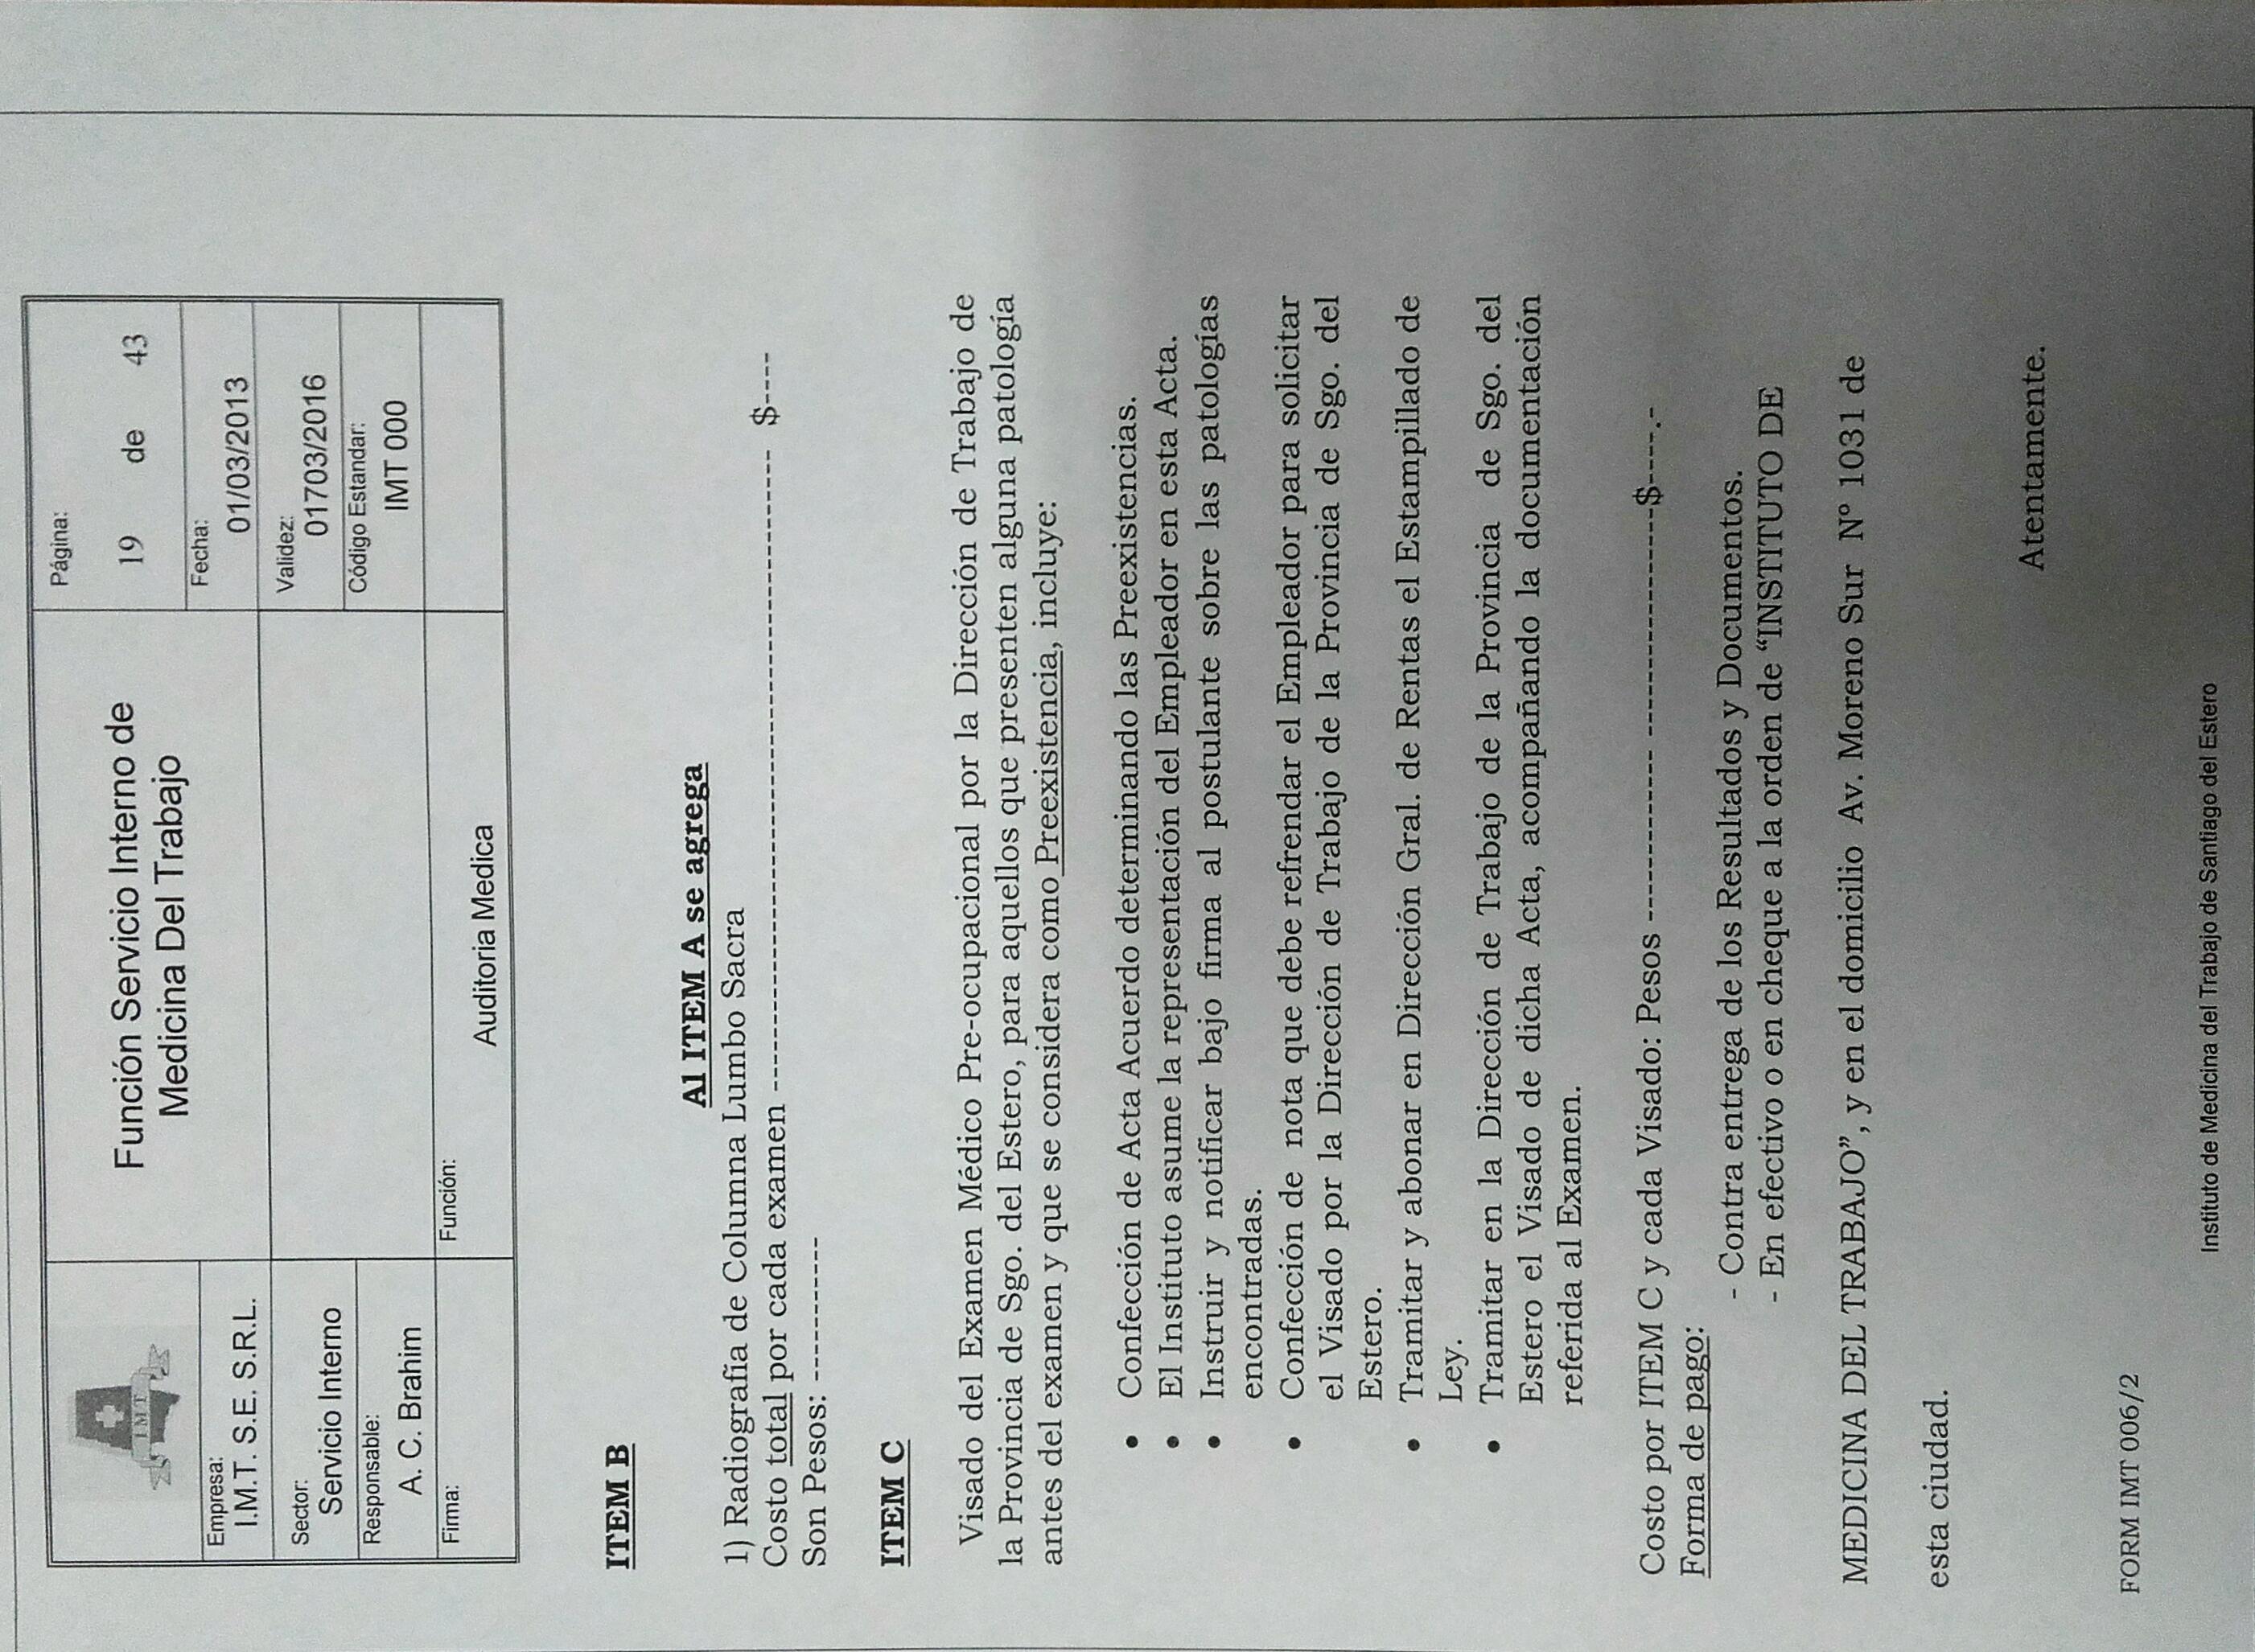 IMT
Función Servicio Interno de
Medicina Del Trabajo
Página:
19 de 43
Empresa:
I.M.T. S.E. S.R.L.
Fecha:
01/03/2013
Sector:
Servicio Interno
Validez:
01703/2016
Responsable:
A. C. Brahim
Código Estandar:
IMT 000
Firma:
Función:
Auditoria Medica
ITEM B
Al ITEM A se agrega
1) Radiografía de Columna Lumbo Sacra
Costo total por cada examen ---------------------------------------------------------------- $-----
Son Pesos: -------------
ITEM C
Visado del Examen Médico Pre-ocupacional por la Dirección de Trabajo de
la Provincia de Sgo. del Estero, para aquellos que presenten alguna patología
antes del examen y que se considera como Preexistencia, incluye:
• Confección de Acta Acuerdo determinando las Preexistencias.
• El Instituto asume la representación del Empleador en esta Acta.
• Instruir y notificar bajo firma al postulante sobre las patologías
encontradas.
• Confección de nota que debe refrendar el Empleador para solicitar
el Visado por la Dirección de Trabajo de la Provincia de Sgo. del
Estero.
• Tramitar y abonar en Dirección Gral. de Rentas el Estampillado de
Ley.
• Tramitar en la Dirección de Trabajo de la Provincia de Sgo. del
Estero el Visado de dicha Acta, acompañando la documentación
referida al Examen.
Costo por ITEM C y cada Visado: Pesos --------------- --------------------$----.-
Forma de pago:
- Contra entrega de los Resultados y Documentos.
- En efectivo o en cheque a la orden de “INSTITUTO DE
MEDICINA DEL TRABAJO”, y en el domicilio Av. Moreno Sur Nº 1031 de
esta ciudad.
Atentamente.
FORM IMT 006/2
Instituto de Medicina del Trabajo de Santiago del Estero